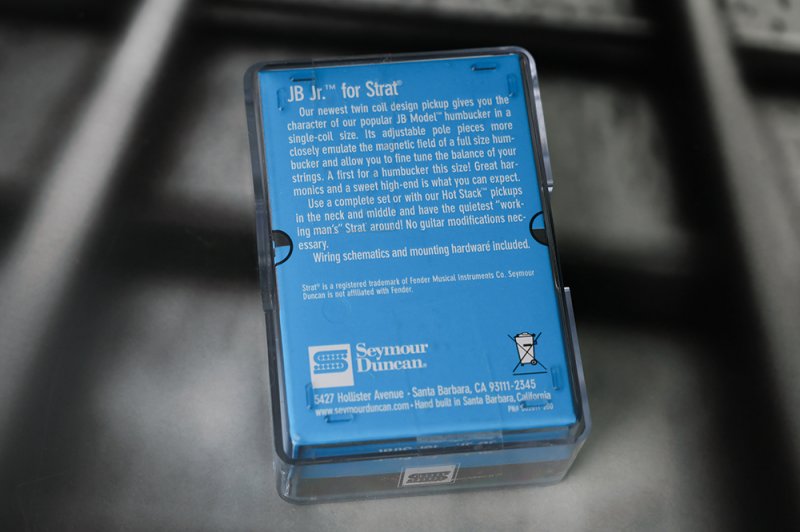 JB Jr.™ for Strat®
Our newest twin coil design pickup gives you the
character of our popular JB Model™ humbucker in a
single-coil size. Its adjustable pole pieces more
closely emulate the magnetic field of a full size hum-
bucker and allow you to fine tune the balance of your
strings. A first for a humbucker this size! Great har-
monics and a sweet high-end is what you can expect.
Use a complete set or with our Hot Stack™ pickups
in the neck and middle and have the quietest "work-
ing man's" Strat around! No guitar modifications nec-
essary.
Wiring schematics and mounting hardware included.
Strat® is a registered trademark of Fender Musical Instruments Co. Seymour
Duncan is not affiliated with Fender.
Seymour
Duncan®
5427 Hollister Avenue - Santa Barbara, CA 93111-2345
www.seymourduncan.com - Hand built in Santa Barbara, California
PN#